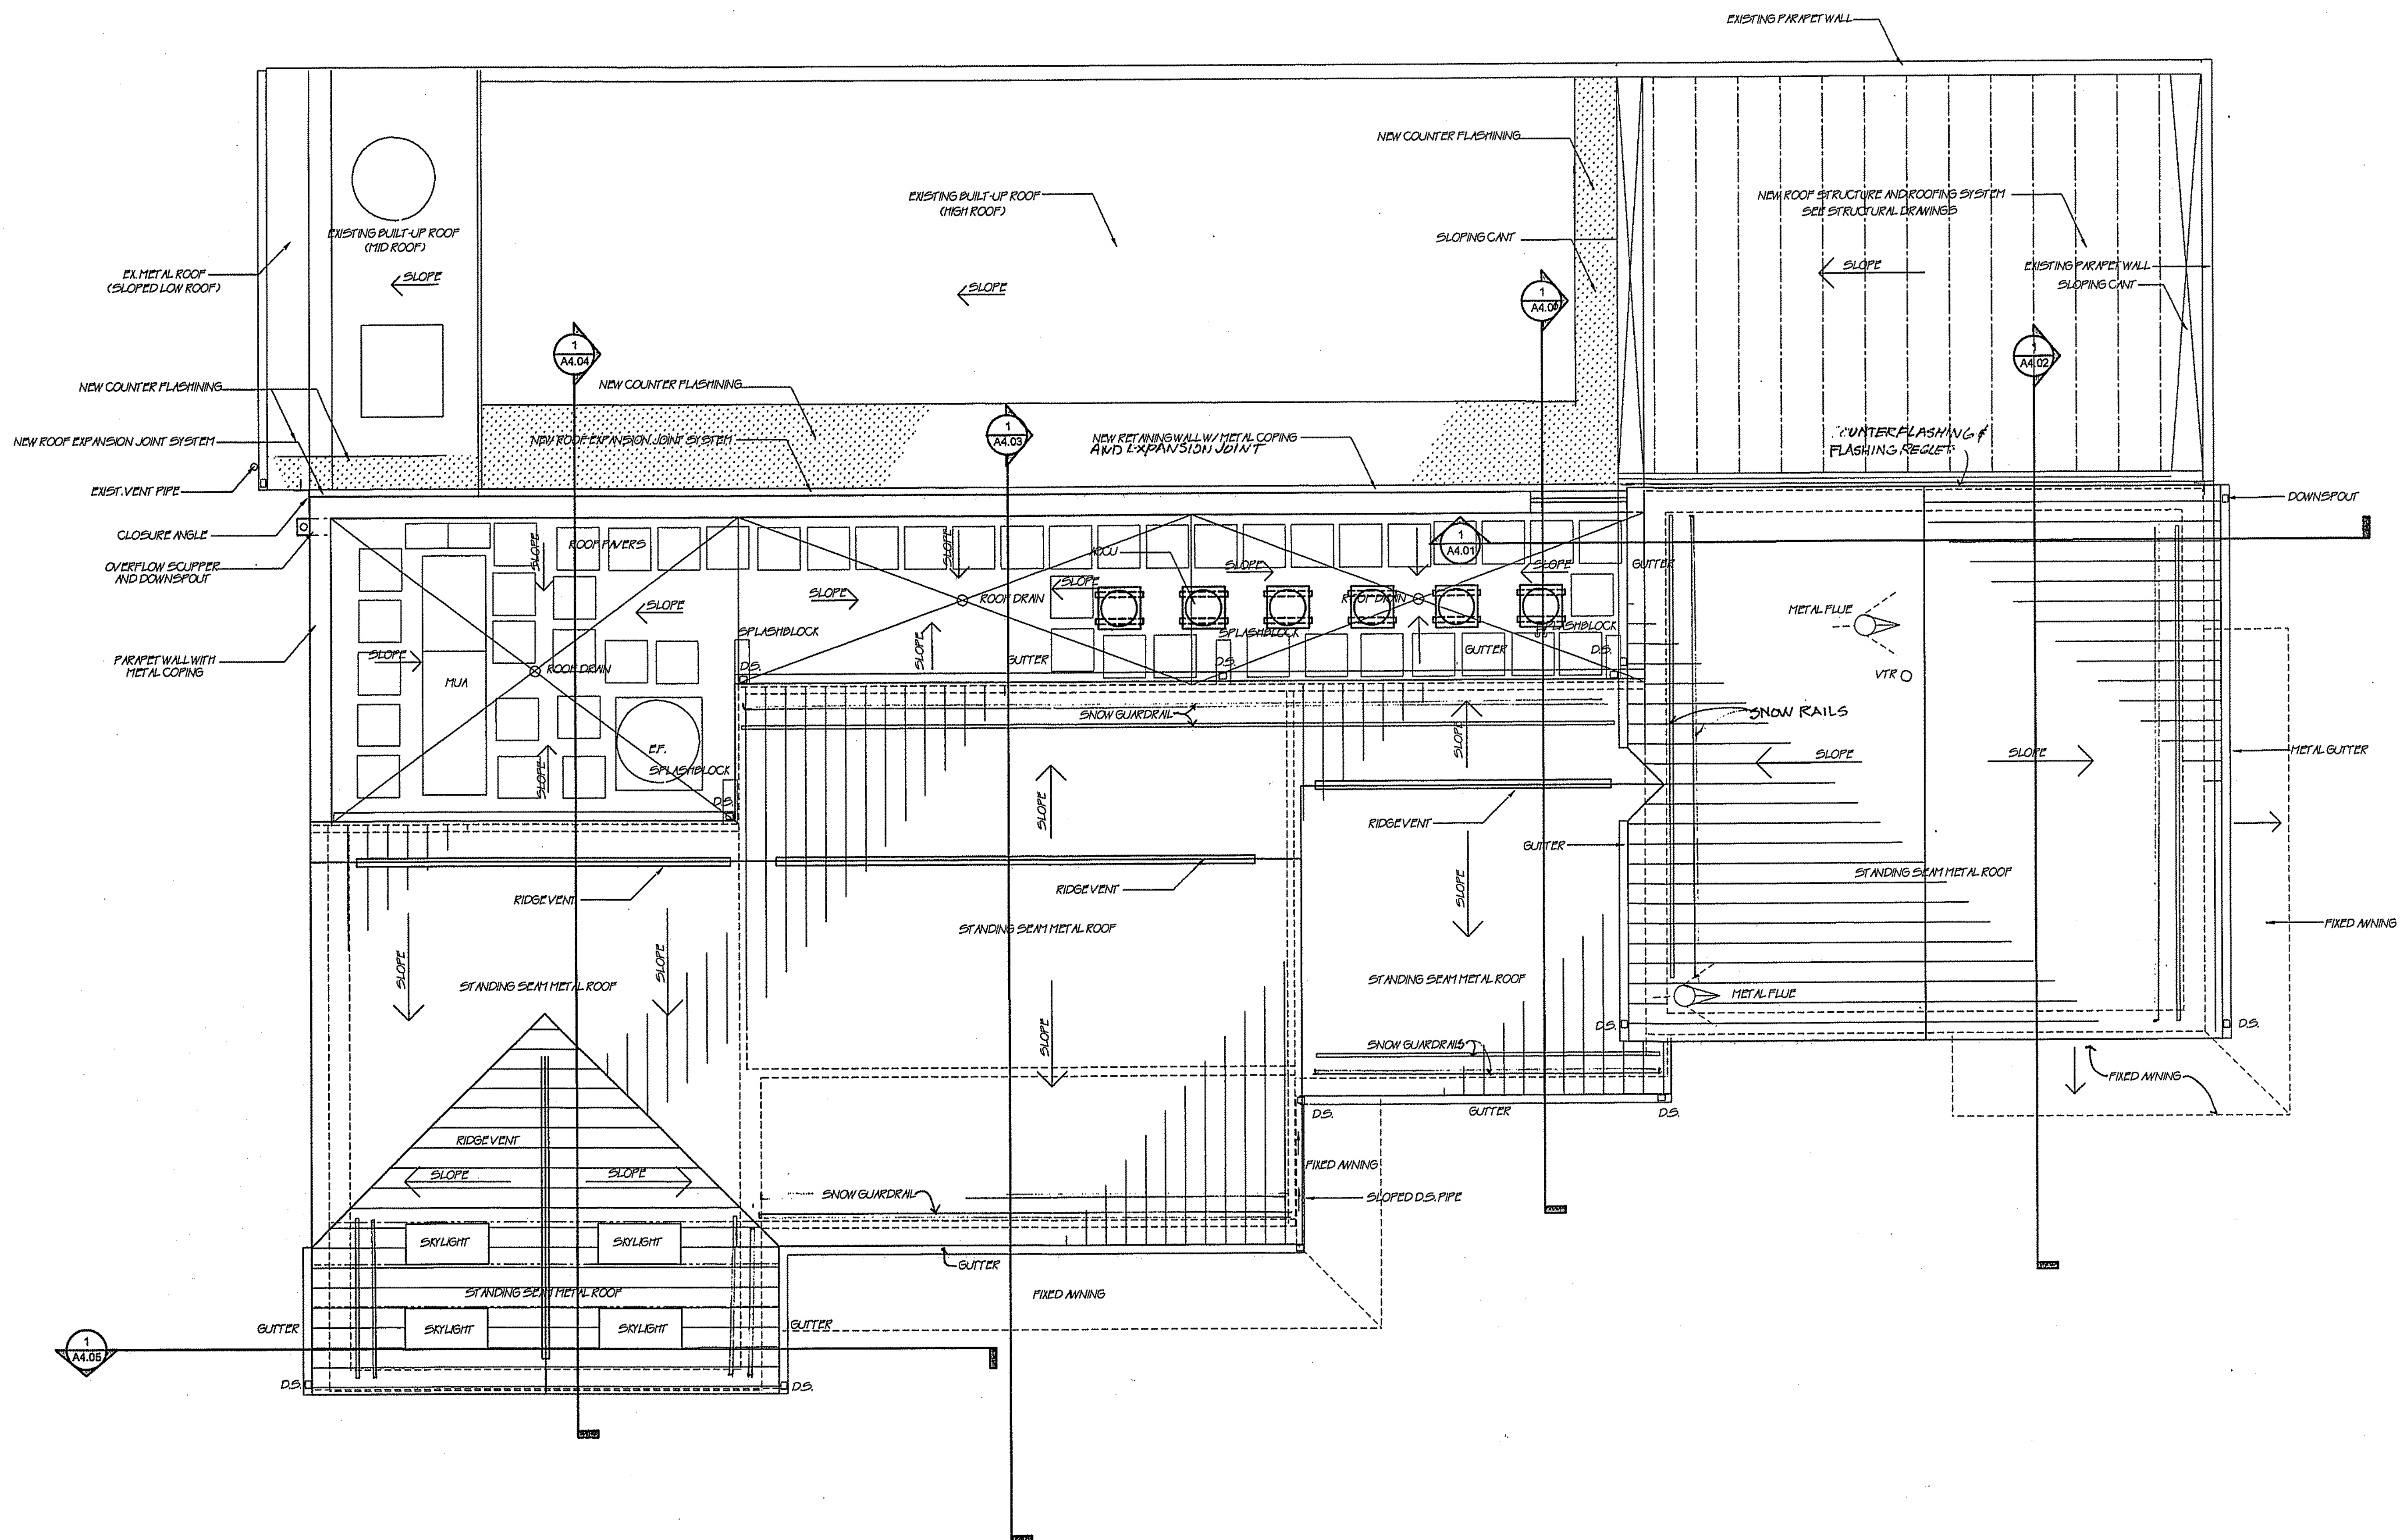 EXISTING PARAPET WALL
NEW COUNTER FLASHINING
EXISTING BUILT-UP ROOF
(HIGH ROOF)
NEW ROOF STRUCTURE AND ROOFING SYSTEM
SEE STRUCTURAL DRAWINGS
EXISTING BUILT-UP ROOF
(MID ROOF)
SLOPING CANT
EX. METAL ROOF
(SLOPED LOW ROOF)
SLOPE
SLOPE
SLOPE
EXISTING PARAPET WALL
SLOPING CANT
1
A4.04
1
A4.02
NEW COUNTER FLASHINING
NEW COUNTER FLASHINING
NEW ROOF EXPANSION JOINT SYSTEM
NEW ROOF EXPANSION JOINT SYSTEM
1
A4.03
NEW RETAINING WALL W/ METAL COPING
AND EXPANSION JOINT
FLASHING REGLET
EXIST. VENT PIPE
DOWNSPOUT
CLOSURE ANGLE
ROOF PAVERS
SLOPE
SLOPE
1
A4.01
OVERFLOW SCUPPER
AND DOWNSPOUT
SLOPE
SLOPE
GUTTER
SLOPE
SLOPE
SLOPE
ROOF DRAIN
ROOF DRAIN
METAL FLUE
SPLASHBLOCK
SPLASHBLOCK
SLOPE
PARAPET WALL WITH
METAL COPING
SLOPE
ROOF DRAIN
D.S.
GUTTER
D.S.
GUTTER
D.S.
MUA
VTR
SNOW GUARDRAIL
SNOW RAILS
E.F.
SPLASHBLOCK
SLOPE
SLOPE
SLOPE
SLOPE
METAL GUTTER
SLOPE
D.S.
RIDGE VENT
GUTTER
RIDGE VENT
RIDGE VENT
STANDING SEAM METAL ROOF
SLOPE
STANDING SEAM METAL ROOF
FIXED AWNING
SLOPE
SLOPE
STANDING SEAM METAL ROOF
STANDING SEAM METAL ROOF
METAL FLUE
D.S.
D.S.
SLOPE
SNOW GUARDRAILS
FIXED AWNING
D.S.
GUTTER
D.S.
RIDGE VENT
FIXED AWNING
SLOPE
SLOPE
SNOW GUARDRAIL
SLOPED D.S. PIPE
SKYLIGHT
SKYLIGHT
GUTTER
STANDING SEAM METAL ROOF
FIXED AWNING
GUTTER
SKYLIGHT
SKYLIGHT
GUTTER
1
A4.05
D.S.
D.S.